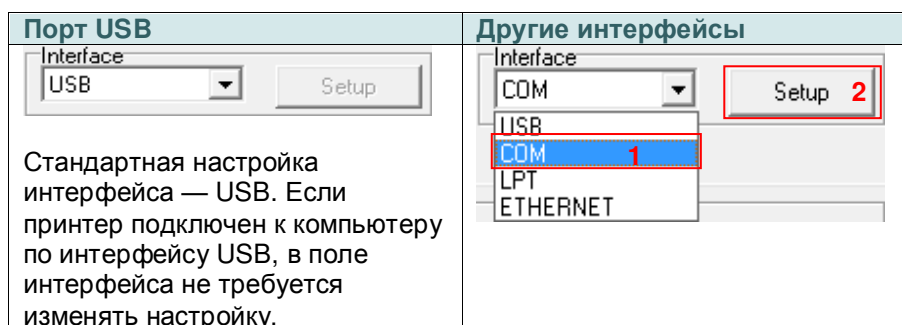 Порт USB
Другие интерфейсы
Interface
USB
Setup
Стандартная настройка
интерфейса — USB. Если
принтер подключен к компьютеру
по интерфейсу USB, в поле
интерфейса не требуется
изменять настройку.
Interface
COM
Setup 2
USB
COM 1
LPT
ETHERNET